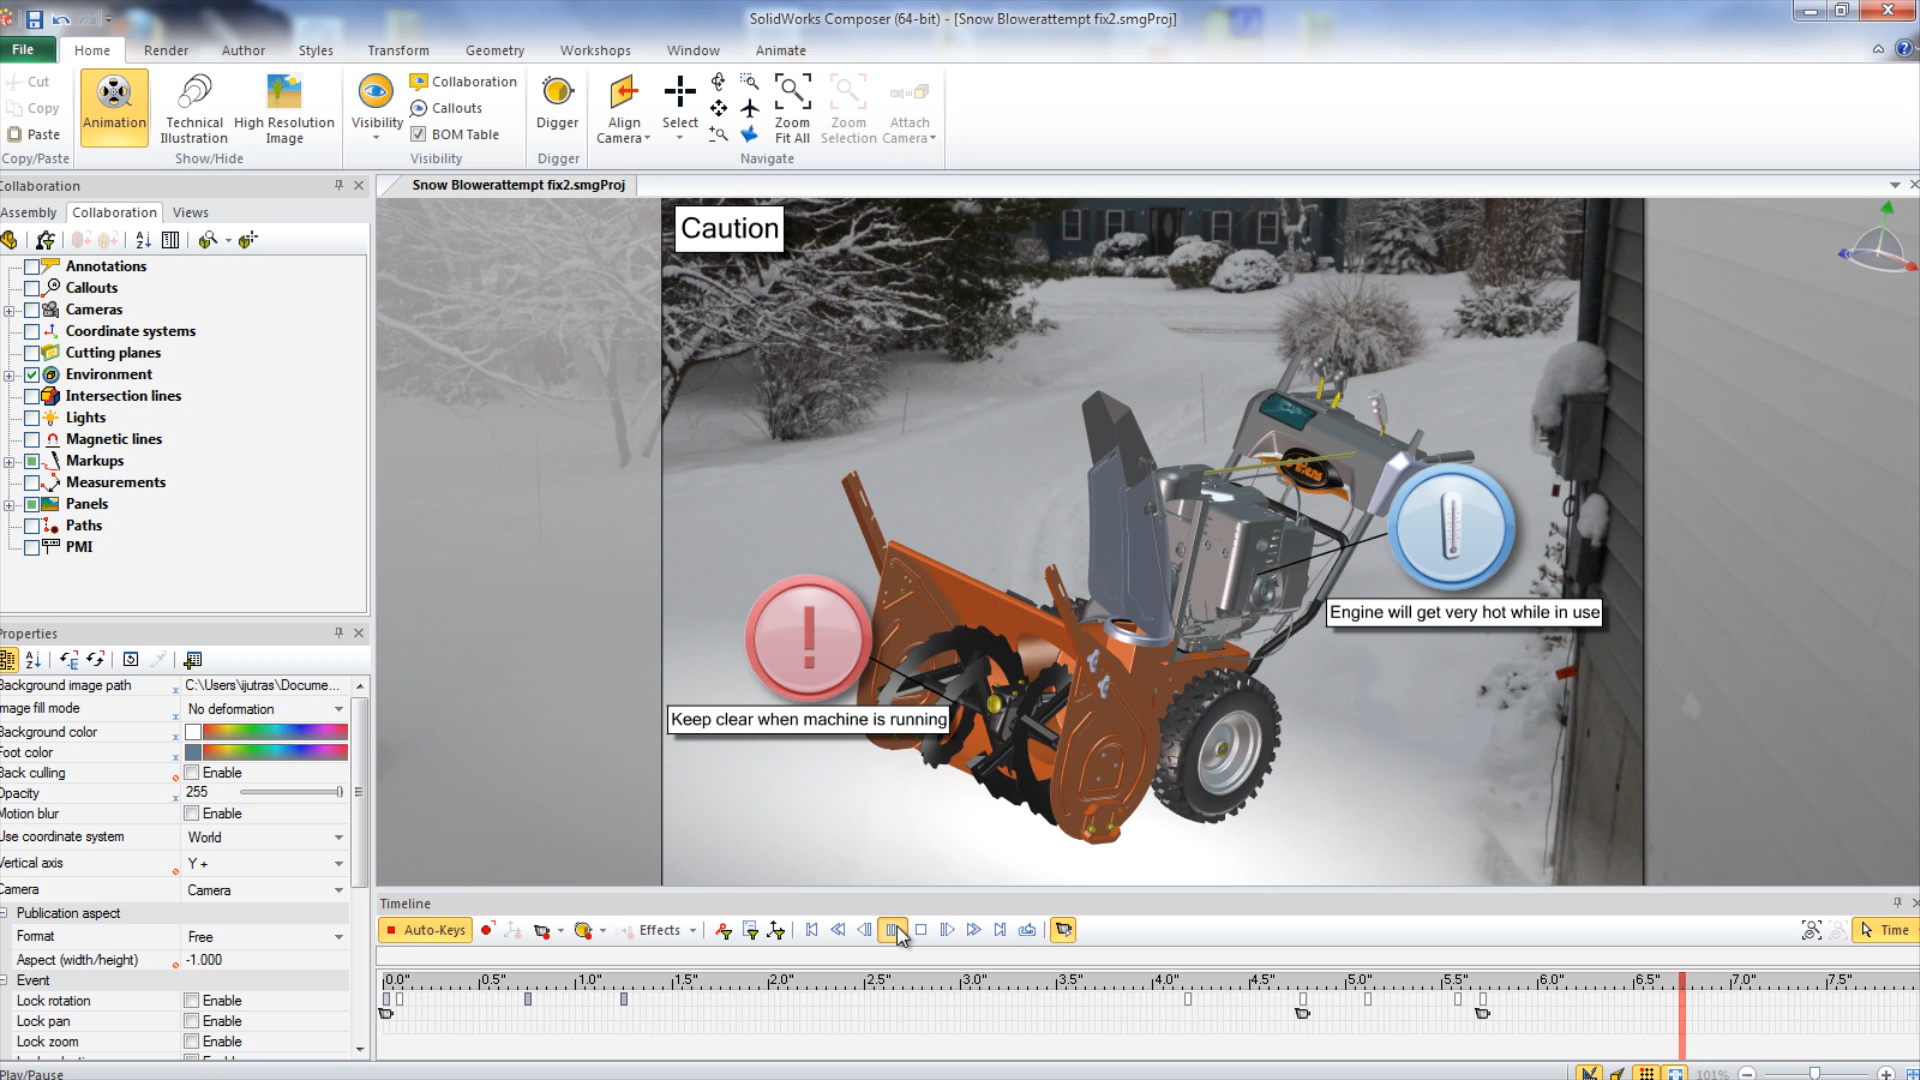 SolidWorks Composer (64-bit) - [Snow Blowerattempt fix2.smgProj]
File Home Render Author Styles Transform Geometry Workshops Window Animate
Cut
Copy
Paste
Copy/Paste
Animation
Technical Illustration
High Resolution Image
Show/Hide
Visibility
Collaboration
Callouts
BOM Table
Visibility
Digger
Digger
Align Camera
Select
Zoom Fit All
Zoom Selection
Attach Camera
Navigate
Collaboration
Assembly Collaboration Views
Annotations
Callouts
Cameras
Coordinate systems
Cutting planes
Environment
Intersection lines
Lights
Magnetic lines
Markups
Measurements
Panels
Paths
PMI
Snow Blowerattempt fix2.smgProj
Caution
Engine will get very hot while in use
!
Keep clear when machine is running
Properties
Background image path C:\Users\ijutras\Docume...
Image fill mode No deformation
Background color
Foot color
Back culling Enable
Opacity 255
Motion blur Enable
Use coordinate system World
Vertical axis Y +
Camera Camera
Publication aspect
Format Free
Aspect (width/height) -1.000
Event
Lock rotation Enable
Lock pan Enable
Lock zoom Enable
Timeline
Auto-Keys Effects Time
0.0" 0.5" 1.0" 1.5" 2.0" 2.5" 3.0" 3.5" 4.0" 4.5" 5.0" 5.5" 6.0" 6.5" 7.0" 7.5"
Play/Pause 101%